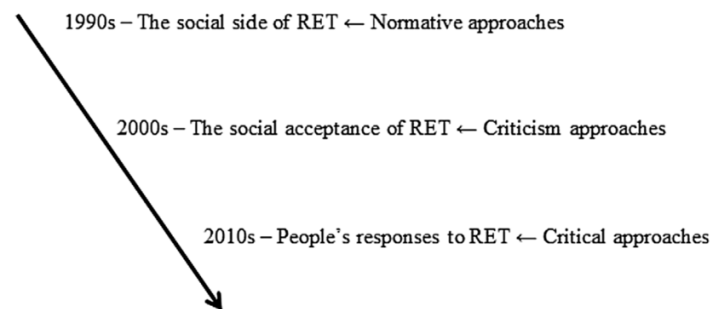 1990s – The social side of RET ← Normative approaches
2000s – The social acceptance of RET ← Criticism approaches
2010s – People's responses to RET ← Critical approaches